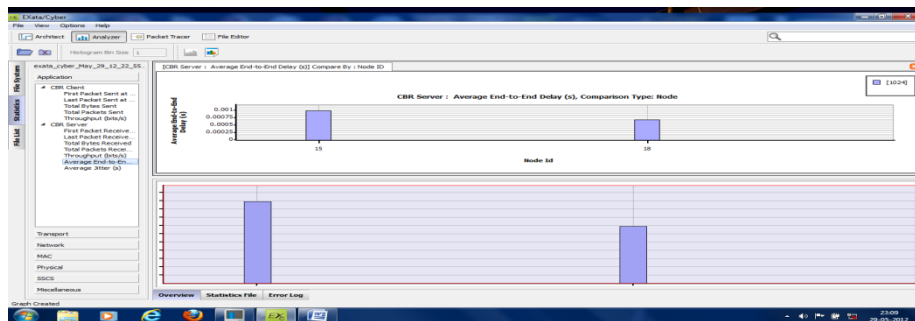 EXata/Cyber
File View Options Help
Architect Analyzer Packet Tracer File Editor
Histogram Bin Size 1
File System
Statistics
File List
exata_cyber_May_29_12_22_55...
Application
CBR Client
First Packet Sent at ...
Last Packet Sent at ...
Total Bytes Sent
Total Packets Sent
Throughput (bits/s)
CBR Server
First Packet Receive...
Last Packet Receive...
Total Bytes Received
Total Packets Recei...
Throughput (bits/s)
Average End-to-En...
Average Jitter (s)
Transport
Network
MAC
Physical
SSCS
Miscellaneous
[CBR Server : Average End-to-End Delay (s)] Compare By : Node ID
[1024]
CBR Server : Average End-to-End Delay (s), Comparison Type: Node
Average End-to-End Delay (s)
0.001
0.00075
0.0005
0.00025
0
15 18
Node Id
Overview Statistics File Error Log
Graph Created
EX
23:09
29-05-2012